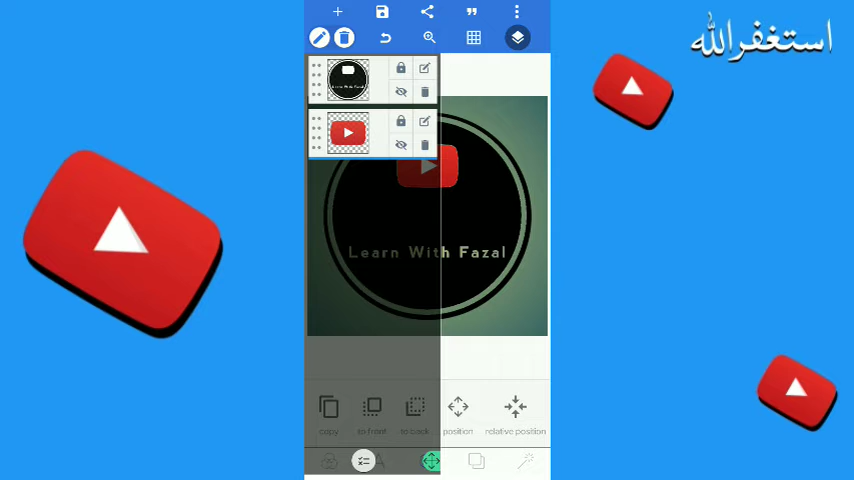 استغفرالله
Learn With Fazal
copy
to front
to back
position
relative position